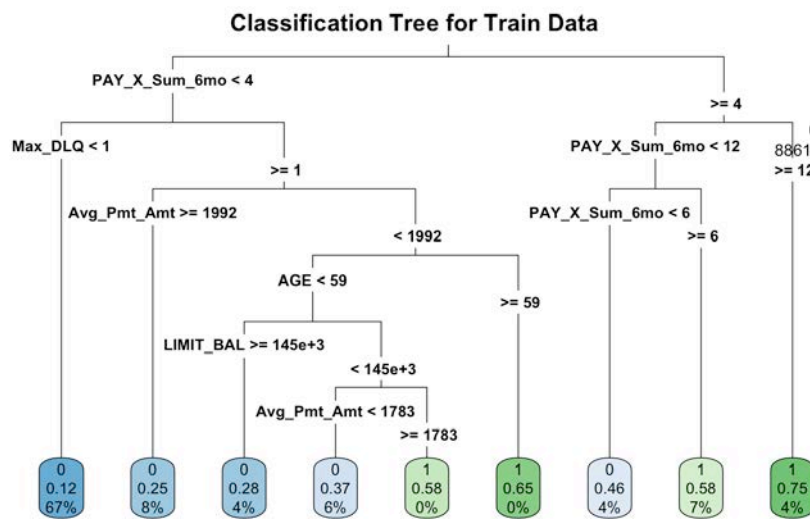 Classification Tree for Train Data
PAY_X_Sum_6mo < 4
>= 4
Max_DLQ < 1
PAY_X_Sum_6mo < 12
8861
>= 1
>= 12
Avg_Pmt_Amt >= 1992
PAY_X_Sum_6mo < 6
< 1992
>= 6
AGE < 59
>= 59
LIMIT_BAL >= 145e+3
< 145e+3
Avg_Pmt_Amt < 1783
>= 1783
0 0 0 0 1 1 0 1 1
0.12 0.25 0.28 0.37 0.58 0.65 0.46 0.58 0.75
67% 8% 4% 6% 0% 0% 4% 7% 4%